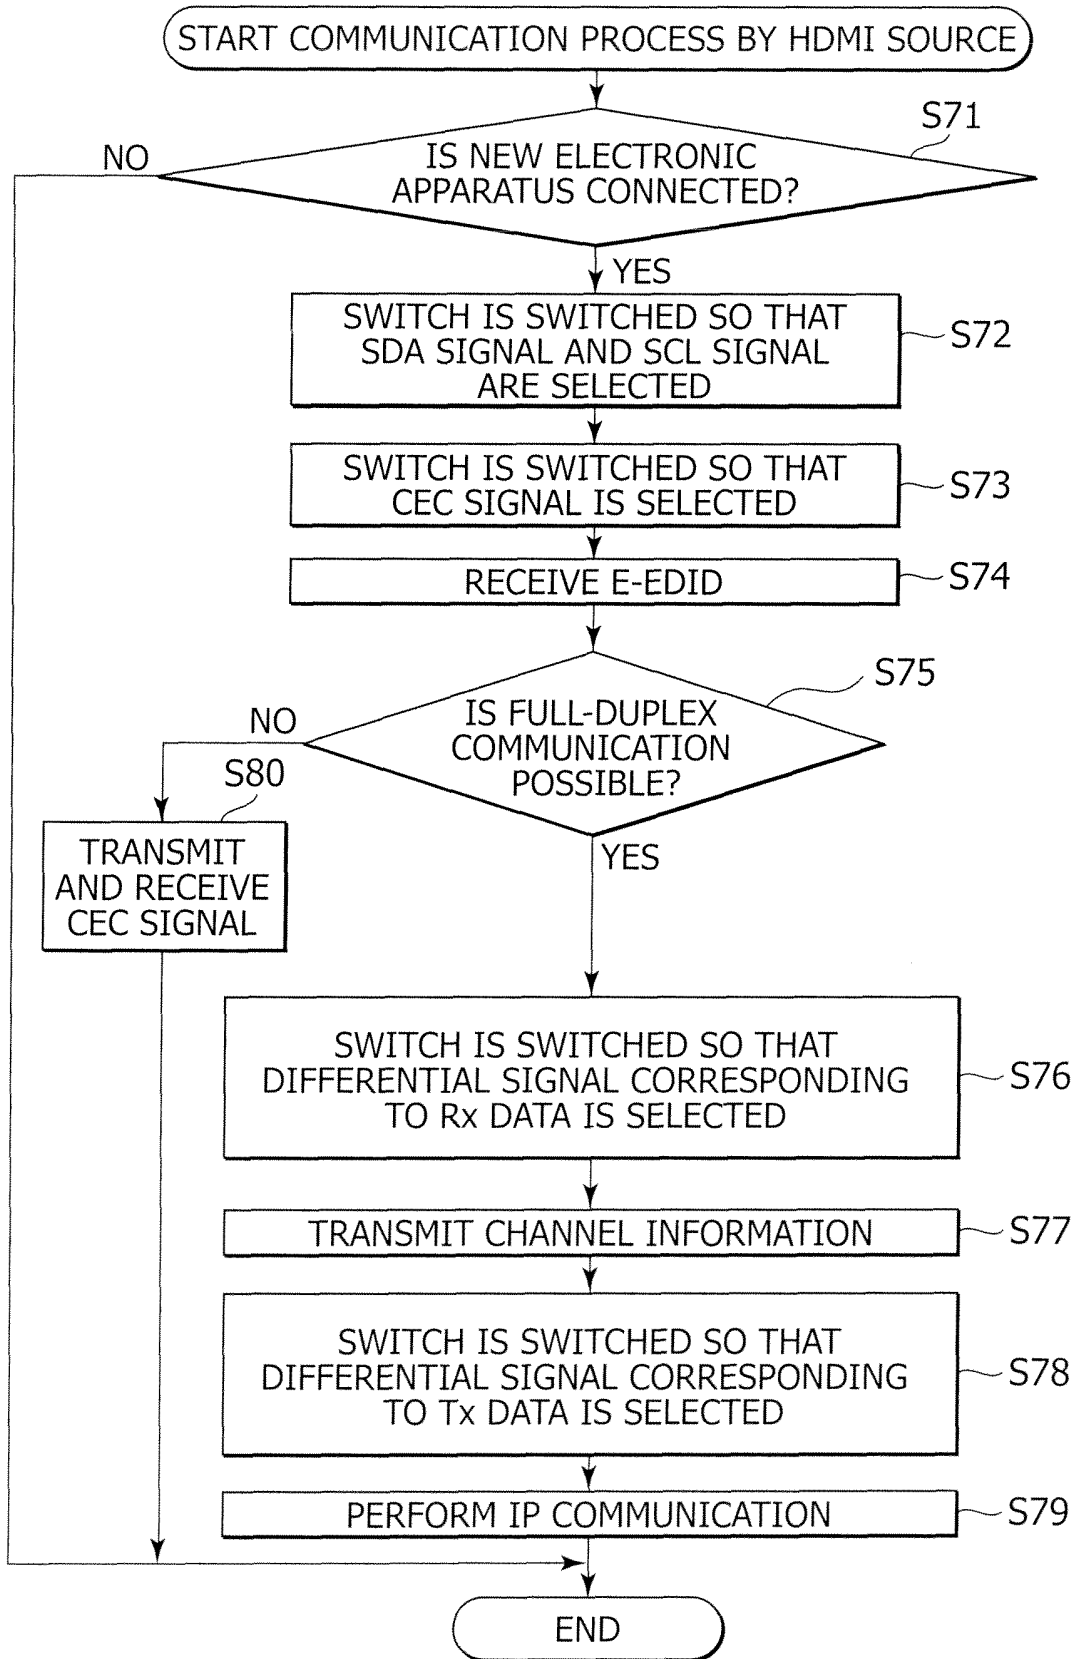 START COMMUNICATION PROCESS BY HDMI SOURCE
S71
NO
IS NEW ELECTRONIC
APPARATUS CONNECTED?
YES
SWITCH IS SWITCHED SO THAT
SDA SIGNAL AND SCL SIGNAL
ARE SELECTED
S72
SWITCH IS SWITCHED SO THAT
CEC SIGNAL IS SELECTED
S73
RECEIVE E-EDID
S74
S75
NO
IS FULL-DUPLEX
COMMUNICATION
POSSIBLE?
S80
TRANSMIT
AND RECEIVE
CEC SIGNAL
YES
SWITCH IS SWITCHED SO THAT
DIFFERENTIAL SIGNAL CORRESPONDING
TO Rx DATA IS SELECTED
S76
TRANSMIT CHANNEL INFORMATION
S77
SWITCH IS SWITCHED SO THAT
DIFFERENTIAL SIGNAL CORRESPONDING
TO Tx DATA IS SELECTED
S78
PERFORM IP COMMUNICATION
S79
END